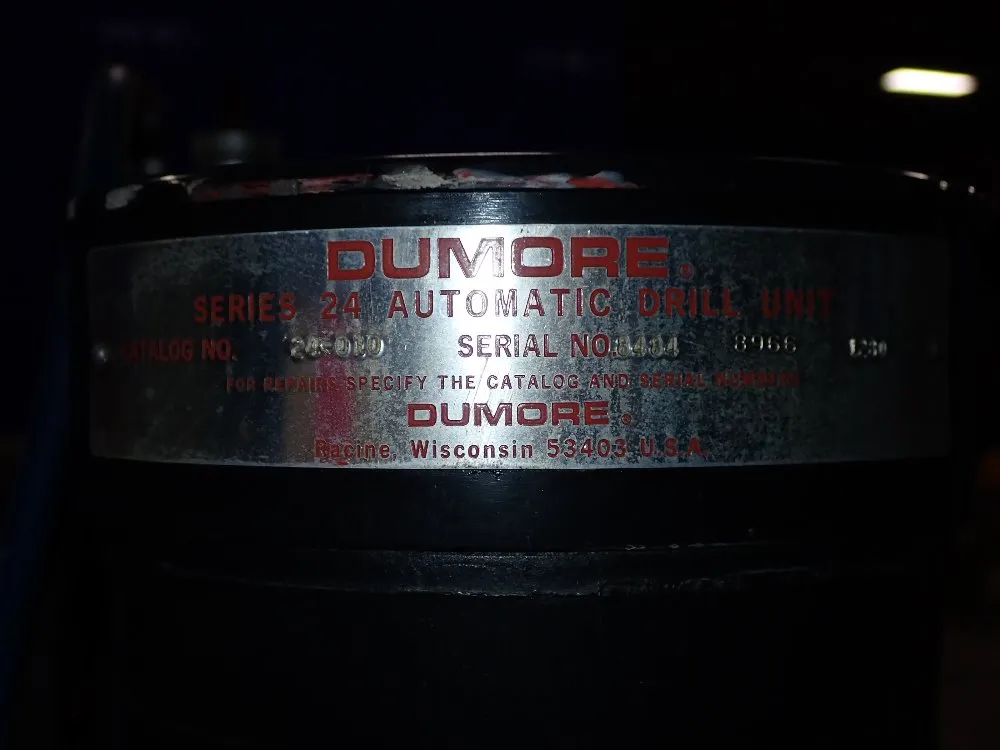 DUMORE®
SERIES 24 AUTOMATIC DRILL UNIT
CATALOG NO. SERIAL NO. 8484 8966
FOR REPAIRS SPECIFY THE CATALOG AND SERIAL NUMBERS
DUMORE®
Racine, Wisconsin 53403 U.S.A.